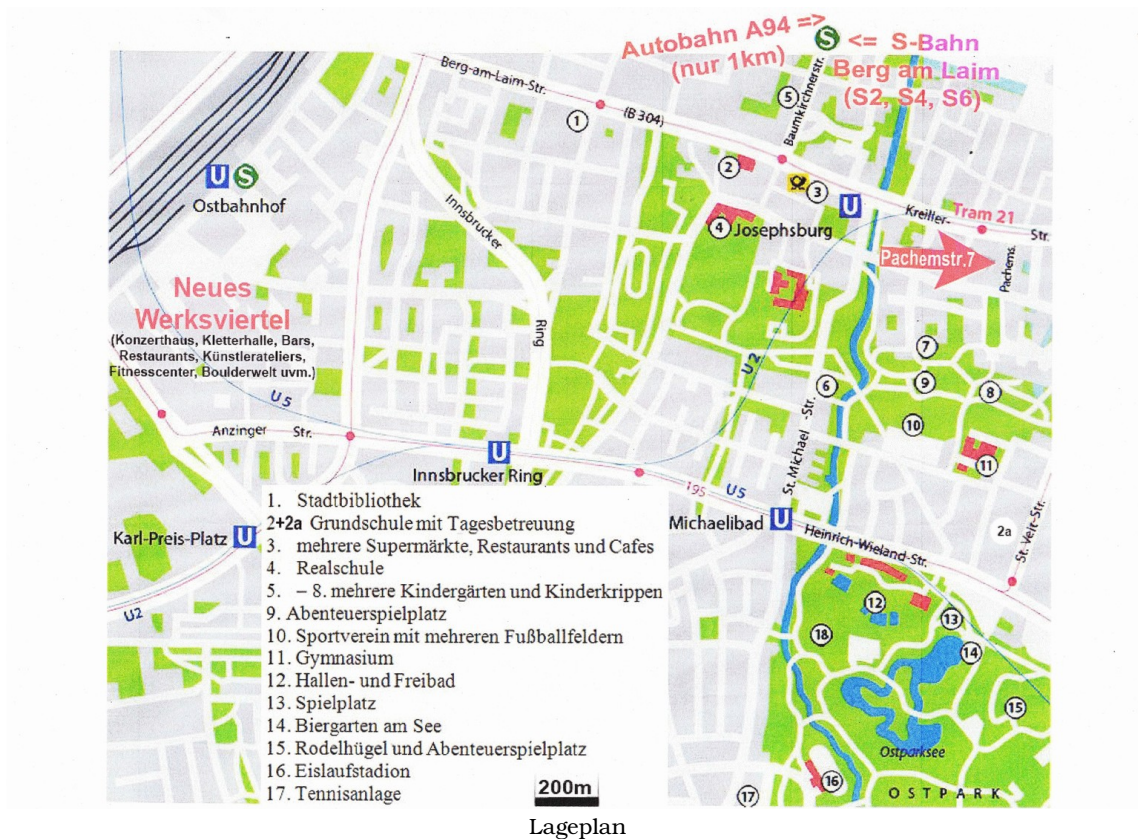 Autobahn A94 =>
(nur 1km)
S <= S-Bahn
Berg am Laim
(S2, S4, S6)
Berg-am-Laim-Str.
(B 304)
Baumkirchnerstr.
5
1
2
3
U S
Ostbahnhof
Innsbrucker
Ring
4 Josephsburg
U
Kreiller-
Str.
Tram 21
Pachemstr.7
Pachems.
Neues
Werksviertel
(Konzerthaus, Kletterhalle, Bars,
Restaurants, Künstlerateliers,
Fitnesscenter, Boulderwelt uvm.)
U 5
U 2
7
6
9
8
10
11
Anzinger Str.
U
Innsbrucker Ring
St. Michael -Str.
195
U5
Michaelibad U
Heinrich-Wieland-Str.
2a
St. Veit-Str.
Karl-Preis-Platz U
U2
12
13
14
18
15
Ostparksee
16
17
OSTPARK
1. Stadtbibliothek
2+2a Grundschule mit Tagesbetreuung
3. mehrere Supermärkte, Restaurants und Cafes
4. Realschule
5. – 8. mehrere Kindergärten und Kinderkrippen
9. Abenteuerspielplatz
10. Sportverein mit mehreren Fußballfeldern
11. Gymnasium
12. Hallen- und Freibad
13. Spielplatz
14. Biergarten am See
15. Rodelhügel und Abenteuerspielplatz
16. Eislaufstadion
17. Tennisanlage
200m
Lageplan